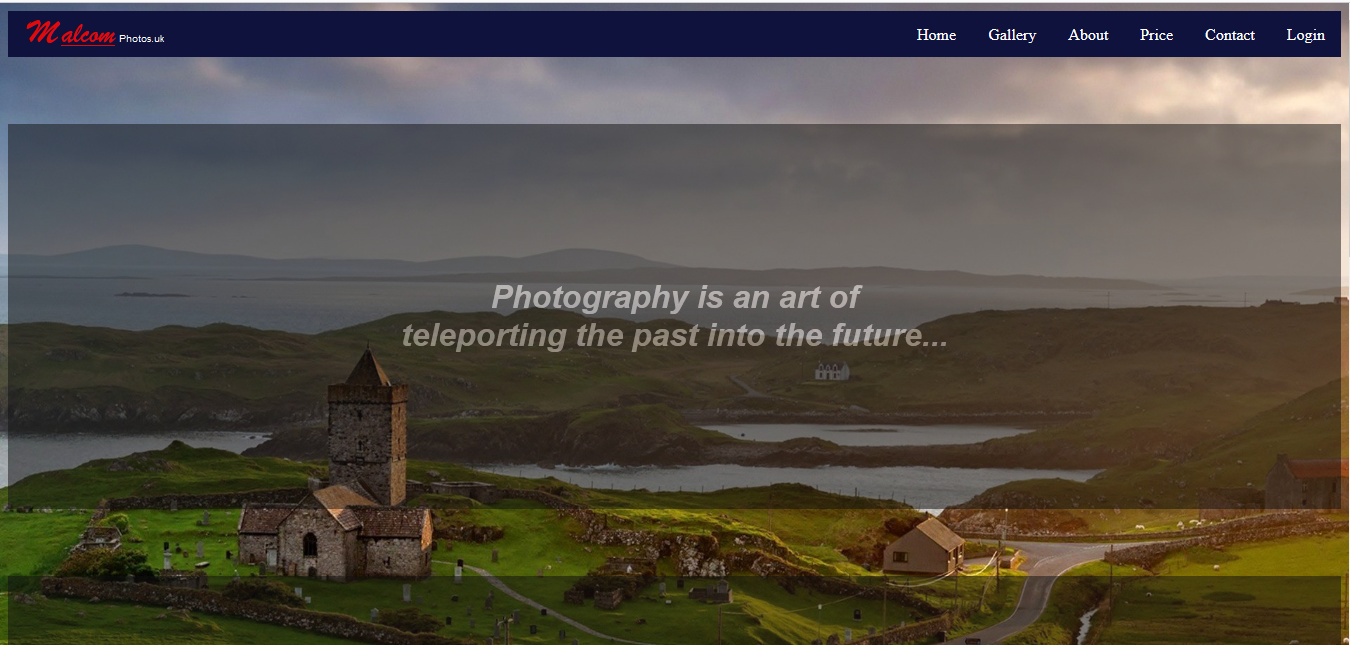 Malcom Photos.uk
Home Gallery About Price Contact Login
Photography is an art of
teleporting the past into the future...